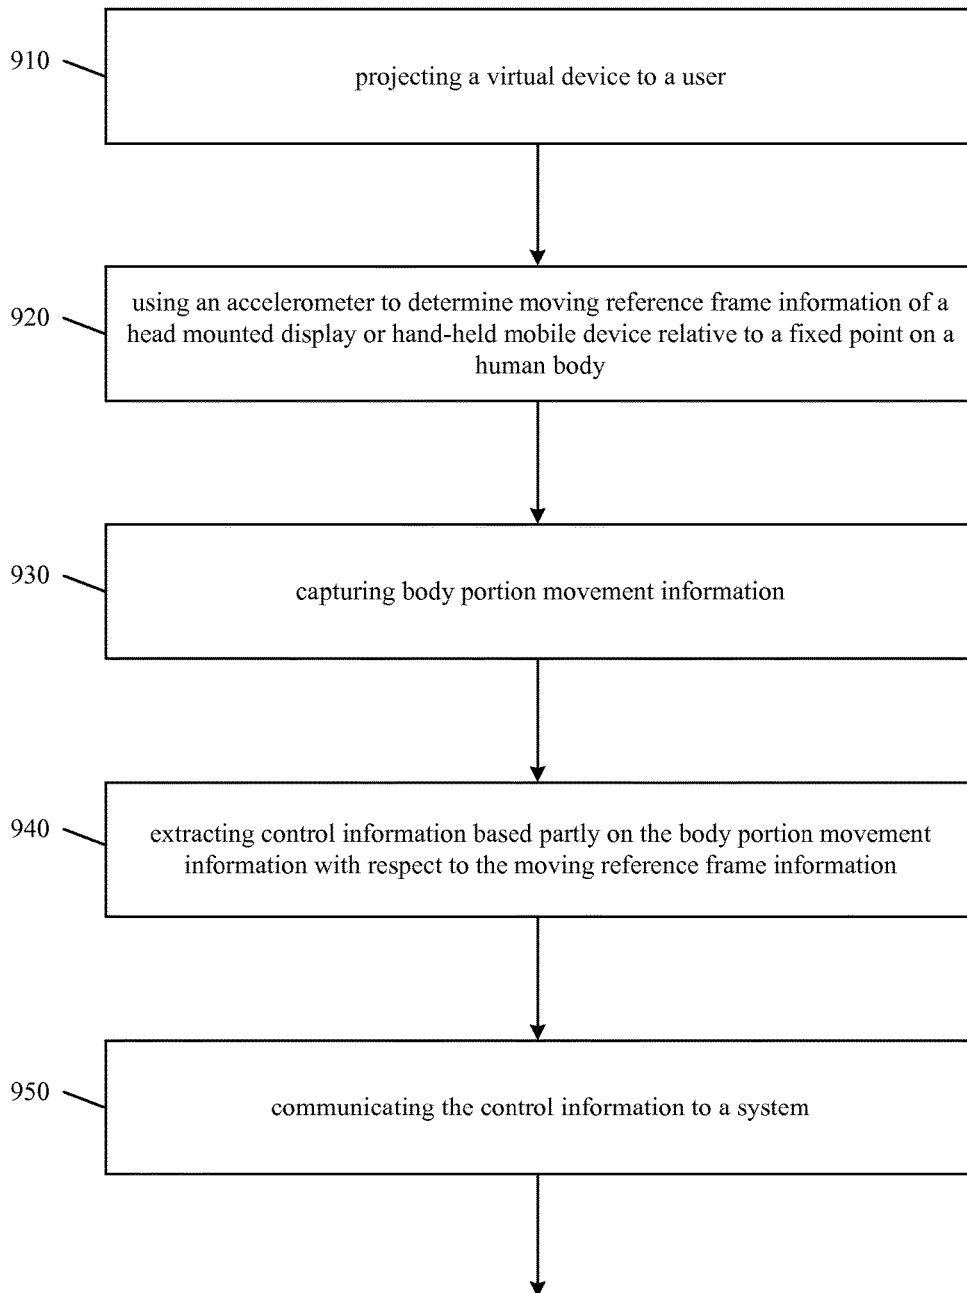 910
projecting a virtual device to a user
920
using an accelerometer to determine moving reference frame information of a
head mounted display or hand-held mobile device relative to a fixed point on a
human body
930
capturing body portion movement information
940
extracting control information based partly on the body portion movement
information with respect to the moving reference frame information
950
communicating the control information to a system